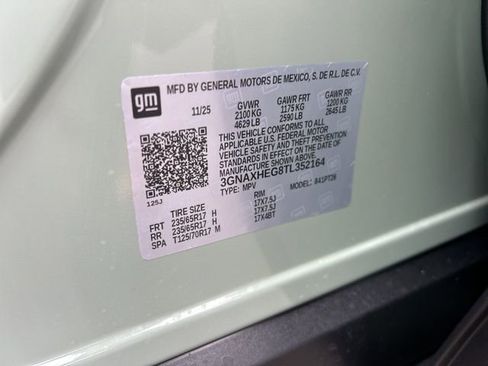 gm
MFD BY GENERAL MOTORS DE MEXICO, S. DE R.L. DE C.V.
11/25 GVWR GAWR FRT GAWR RR
2100 KG 1175 KG 1200 KG
4629 LB 2590 LB 2645 LB
THIS VEHICLE CONFORMS TO ALL
APPLICABLE U.S. FEDERAL MOTOR
VEHICLE SAFETY AND THEFT PREVENTION
STANDARDS IN EFFECT ON THE DATE OF
MANUFACTURE SHOWN ABOVE.
3GNAXHEG8TL352164
TYPE: MPV MODEL: 841PT26
125J
TIRE SIZE RIM
FRT 235/65R17 H 17X7.5J
RR 235/65R17 H 17X7.5J
SPA T125/70R17 M 17X4BT